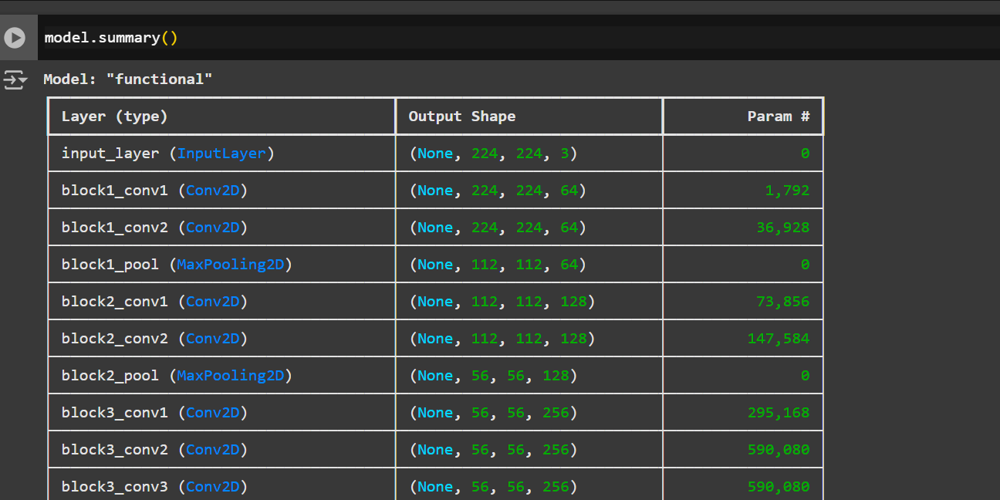 model.summary()
Model: "functional"
Layer (type) Output Shape Param #
input_layer (InputLayer) (None, 224, 224, 3) 0
block1_conv1 (Conv2D) (None, 224, 224, 64) 1,792
block1_conv2 (Conv2D) (None, 224, 224, 64) 36,928
block1_pool (MaxPooling2D) (None, 112, 112, 64) 0
block2_conv1 (Conv2D) (None, 112, 112, 128) 73,856
block2_conv2 (Conv2D) (None, 112, 112, 128) 147,584
block2_pool (MaxPooling2D) (None, 56, 56, 128) 0
block3_conv1 (Conv2D) (None, 56, 56, 256) 295,168
block3_conv2 (Conv2D) (None, 56, 56, 256) 590,080
block3_conv3 (Conv2D) (None, 56, 56, 256) 590,080